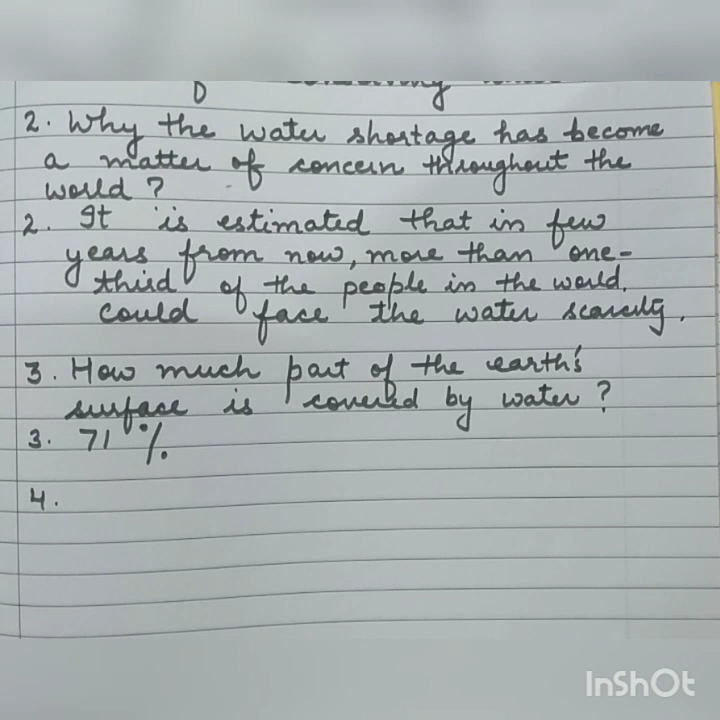 2. Why the water shortage has become
a matter of concern throughout the
world ?
2. It is estimated that in few
years from now, more than one-
third of the people in the world.
could face the water scarcity.
3. How much part of the earth's
surface is covered by water ?
3. 71 %
4.
InShOt